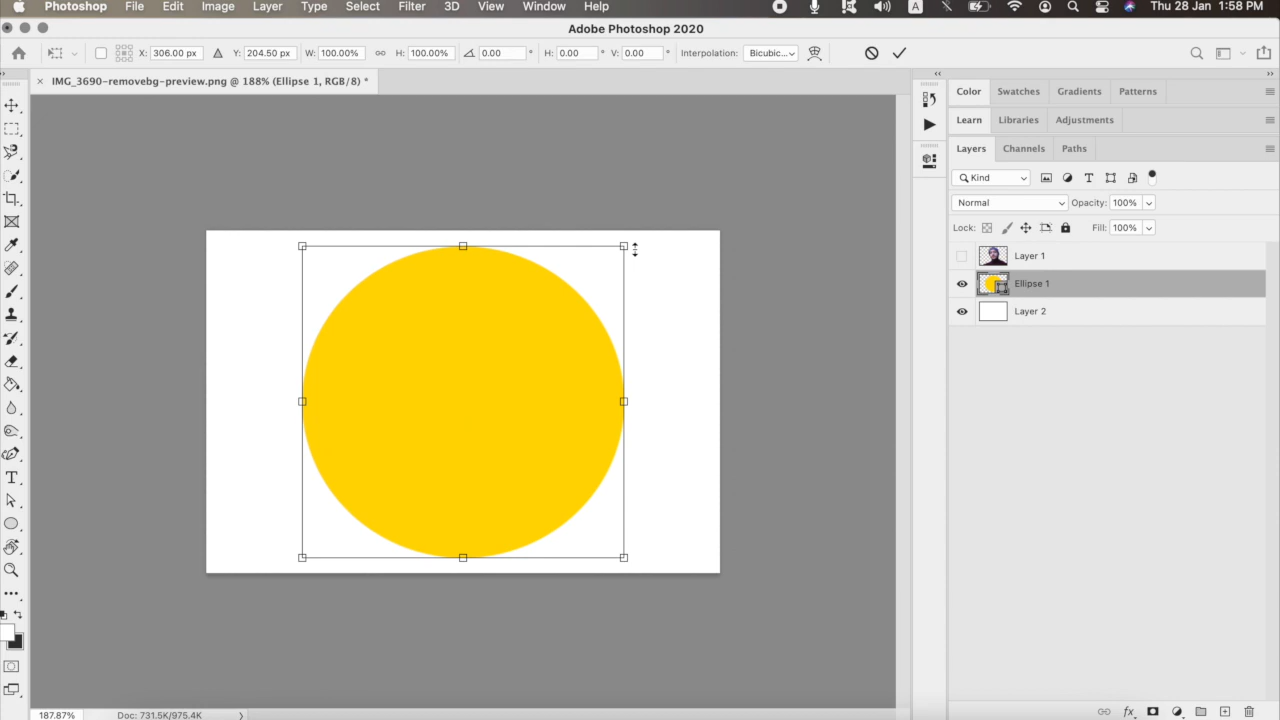 Photoshop File Edit Image Layer Type Select Filter 3D View Window Help A Thu 28 Jan 1:58 PM
Adobe Photoshop 2020
X: 306.00 px Y: 204.50 px W: 100.00% H: 100.00% 0.00 ° H: 0.00 ° V: 0.00 ° Interpolation: Bicubic...
× IMG_3690-removebg-preview.png @ 188% (Ellipse 1, RGB/8) *
Color Swatches Gradients Patterns
Learn Libraries Adjustments
Layers Channels Paths
Kind
Normal Opacity: 100%
Lock: Fill: 100%
Layer 1
Ellipse 1
Layer 2
187.87% Doc: 731.5K/975.4K